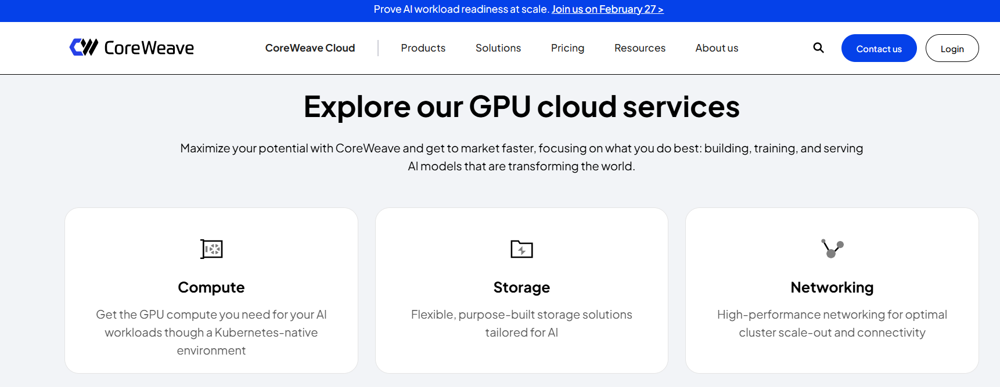 Prove AI workload readiness at scale. Join us on February 27 >
CoreWeave
CoreWeave Cloud
Products
Solutions
Pricing
Resources
About us
Contact us
Login
Explore our GPU cloud services
Maximize your potential with CoreWeave and get to market faster, focusing on what you do best: building, training, and serving
AI models that are transforming the world.
Compute
Get the GPU compute you need for your AI
workloads though a Kubernetes-native
environment
Storage
Flexible, purpose-built storage solutions
tailored for AI
Networking
High-performance networking for optimal
cluster scale-out and connectivity